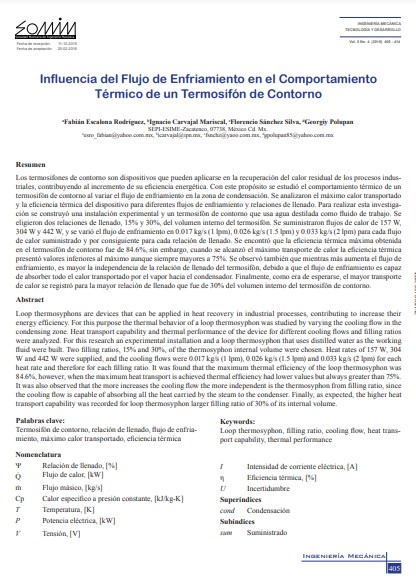 SOMIM
INGENIERÍA MECÁNICA
TECNOLOGÍA Y DESARROLLO
Fecha de recepción: 11-12-2015
Fecha de aceptación: 25-02-2016
Vol. 5 No. 4 (2016) 405 - 414
Influencia del Flujo de Enfriamiento en el Comportamiento
Térmico de un Termosifón de Contorno
ᵃFabián Escalona Rodríguez, ᵇIgnacio Carvajal Mariscal, ᶜFlorencio Sánchez Silva, ᵈGeorgiy Polupan
SEPI-ESIME-Zacatenco, 07738, México Cd. Mx.
ᵃesro_fabian@yahoo.com.mx, ᵇicarvajal@ipn.mx, ᶜfsnchz@yahoo.com.mx, ᵈgpolupan85@yahoo.com.mx
Resumen
Los termosifones de contorno son dispositivos que pueden aplicarse en la recuperación del calor residual de los procesos indus-
triales, contribuyendo al incremento de su eficiencia energética. Con este propósito se estudió el comportamiento térmico de un
termosifón de contorno al variar el flujo de enfriamiento en la zona de condensación. Se analizaron el máximo calor transportado
y la eficiencia térmica del dispositivo para diferentes flujos de enfriamiento y relaciones de llenado. Para realizar esta investiga-
ción se construyó una instalación experimental y un termosifón de contorno que usa agua destilada como fluido de trabajo. Se
eligieron dos relaciones de llenado, 15% y 30%, del volumen interno del termosifón. Se suministraron flujos de calor de 157 W,
304 W y 442 W, y se varió el flujo de enfriamiento en 0.017 kg/s (1 lpm), 0.026 kg/s (1.5 lpm) y 0.033 kg/s (2 lpm) para cada flujo
de calor suministrado y por consiguiente para cada relación de llenado. Se encontró que la eficiencia térmica máxima obtenida
en el termosifón de contorno fue de 84.6%, sin embargo, cuando se alcanzó el máximo transporte de calor la eficiencia térmica
presentó valores inferiores al máximo aunque siempre mayores a 75%. Se observó también que mientras más aumenta el flujo de
enfriamiento, es mayor la independencia de la relación de llenado del termosifón, debido a que el flujo de enfriamiento es capaz
de absorber todo el calor transportado por el vapor hacia el condensador. Finalmente, como era de esperarse, el mayor transporte
de calor se registró para la mayor relación de llenado que fue de 30% del volumen interno del termosifón de contorno.
Abstract
Loop thermosyphons are devices that can be applied in heat recovery in industrial processes, contributing to increase their
energy efficiency. For this purpose the thermal behavior of a loop thermosyphon was studied by varying the cooling flow in the
condensing zone. Heat transport capability and thermal performance of the device for different cooling flows and filling ratios
were analyzed. For this research an experimental installation and a loop thermosyphon that uses distilled water as the working
fluid were built. Two filling ratios, 15% and 30%, of the thermosyphon internal volume were chosen. Heat rates of 157 W, 304
W and 442 W were supplied, and the cooling flows were 0.017 kg/s (1 lpm), 0.026 kg/s (1.5 lpm) and 0.033 kg/s (2 lpm) for each
heat rate and therefore for each filling ratio. It was found that the maximum thermal efficiency of the loop thermosyphon was
84.6%, however, when the maximum heat transport is achieved thermal efficiency had lower values but always greater than 75%.
It was also observed that the more increases the cooling flow the more independent is the thermosyphon from filling ratio, since
the cooling flow is capable of absorbing all the heat carried by the steam to the condenser. Finally, as expected, the higher heat
transport capability was recorded for loop thermosyphon larger filling ratio of 30% of its internal volume.
Palabras clave:
Termosifón de contorno, relación de llenado, flujo de enfria-
miento, máximo calor transportado, eficiencia térmica
Keywords:
Loop thermosyphon, filling ratio, cooling flow, heat trans-
port capability, thermal performance
Nomenclatura
Ψ Relación de llenado, [%]
Q̇ Flujo de calor, [kW]
ṁ Flujo másico, [kg/s]
Cp Calor específico a presión constante, [kJ/kg-K]
T Temperatura, [K]
P Potencia eléctrica, [kW]
V Tensión, [V]
I Intensidad de corriente eléctrica, [A]
η Eficiencia térmica, [%]
U Incertidumbre
Superíndices
cond Condensación
Subíndices
sum Suministrado
INGENIERÍA MECÁNICA
405